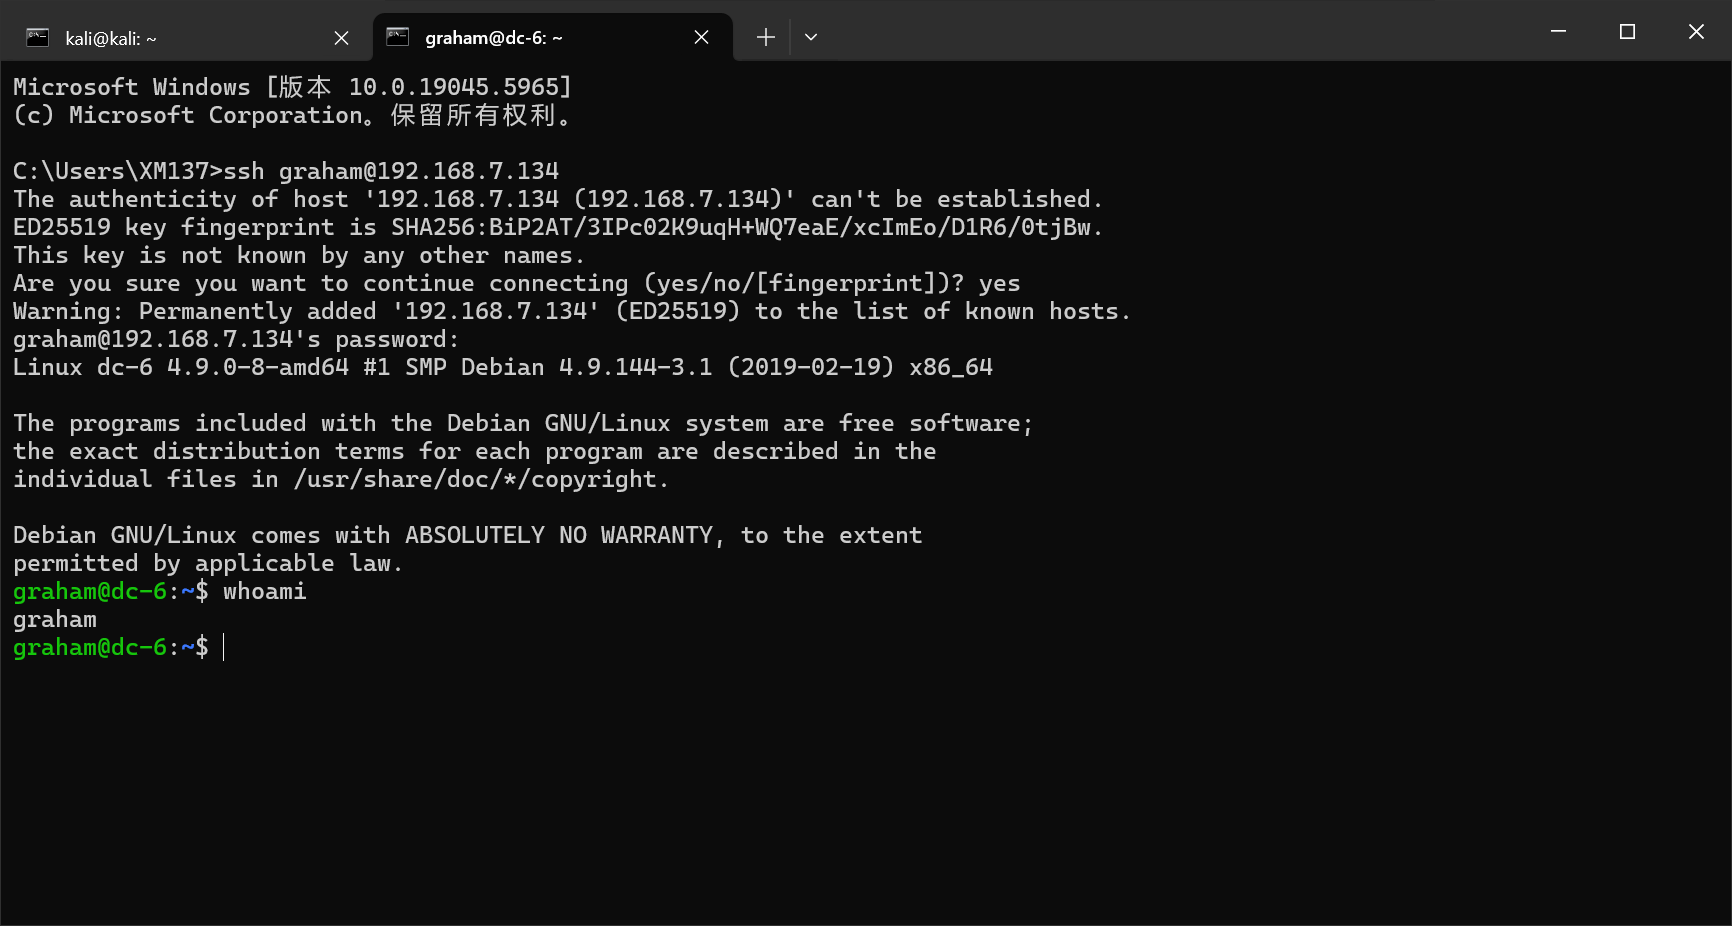 kali@kali: ~
graham@dc-6: ~
Microsoft Windows [版本 10.0.19045.5965]
(c) Microsoft Corporation。保留所有权利。
C:\Users\XM137>ssh graham@192.168.7.134
The authenticity of host '192.168.7.134 (192.168.7.134)' can't be established.
ED25519 key fingerprint is SHA256:BiP2AT/3IPc02K9uqH+WQ7eaE/xcImEo/D1R6/0tjBw.
This key is not known by any other names.
Are you sure you want to continue connecting (yes/no/[fingerprint])? yes
Warning: Permanently added '192.168.7.134' (ED25519) to the list of known hosts.
graham@192.168.7.134's password:
Linux dc-6 4.9.0-8-amd64 #1 SMP Debian 4.9.144-3.1 (2019-02-19) x86_64
The programs included with the Debian GNU/Linux system are free software;
the exact distribution terms for each program are described in the
individual files in /usr/share/doc/*/copyright.
Debian GNU/Linux comes with ABSOLUTELY NO WARRANTY, to the extent
permitted by applicable law.
graham@dc-6:~$ whoami
graham
graham@dc-6:~$